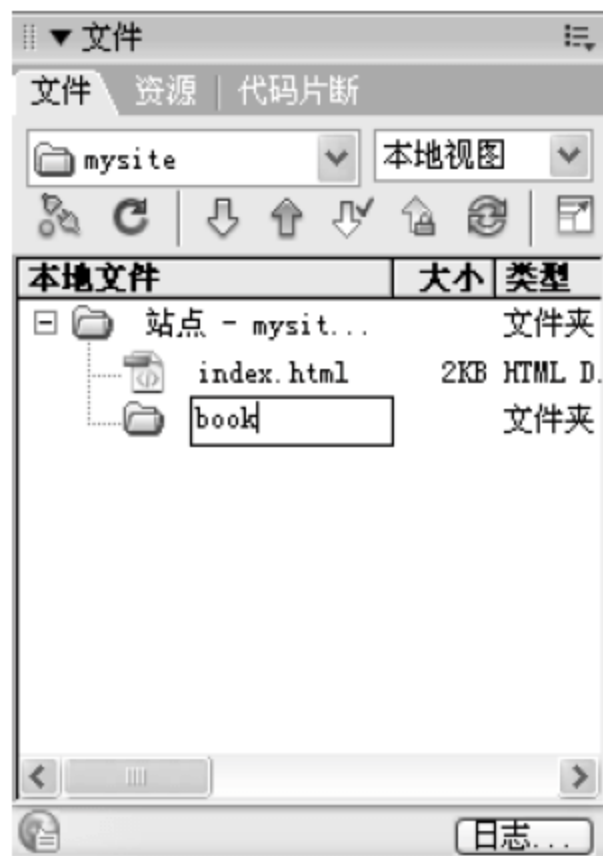 文件
文件 资源 代码片断
mysite 本地视图
本地文件 大小 类型
站点 - mysit... 文件夹
index.html 2KB HTML D.
book 文件夹
日志...